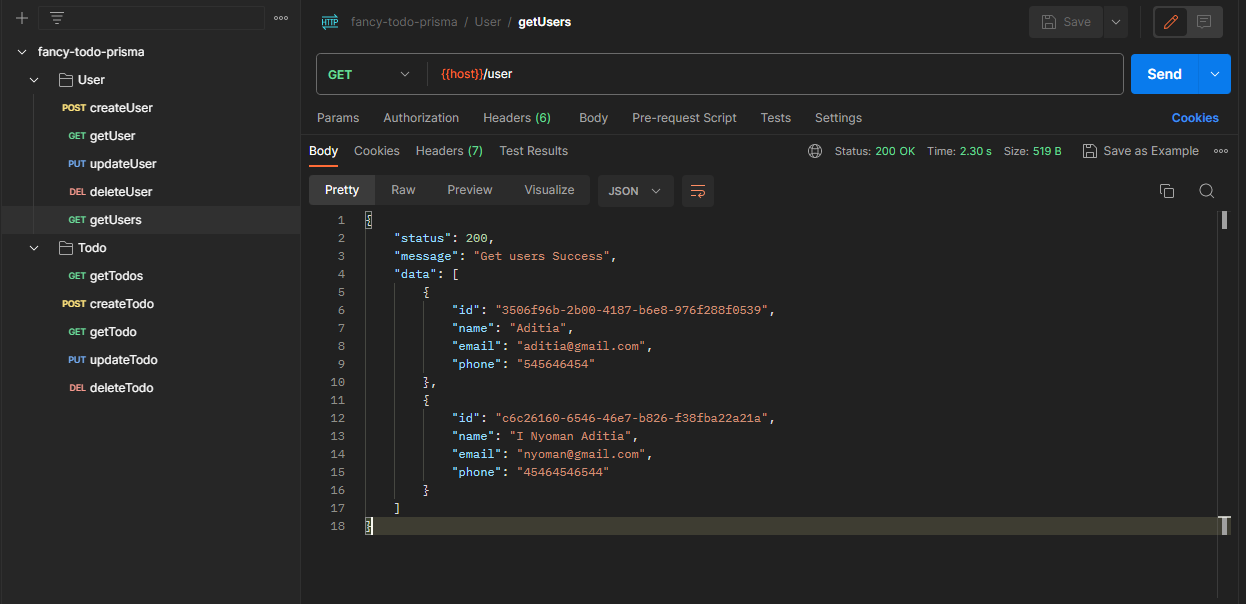 fancy-todo-prisma / User / getUsers
Save
fancy-todo-prisma
User
POST createUser
GET getUser
PUT updateUser
DEL deleteUser
GET getUsers
Todo
GET getTodos
POST createTodo
GET getTodo
PUT updateTodo
DEL deleteTodo
GET {{host}}/user
Send
Params Authorization Headers (6) Body Pre-request Script Tests Settings Cookies
Body Cookies Headers (7) Test Results Status: 200 OK Time: 2.30 s Size: 519 B Save as Example
Pretty Raw Preview Visualize JSON
1 {
2 "status": 200,
3 "message": "Get users Success",
4 "data": [
5 {
6 "id": "3506f96b-2b00-4187-b6e8-976f288f0539",
7 "name": "Aditia",
8 "email": "aditia@gmail.com",
9 "phone": "545646454"
10 },
11 {
12 "id": "c6c26160-6546-46e7-b826-f38fba22a21a",
13 "name": "I Nyoman Aditia",
14 "email": "nyoman@gmail.com",
15 "phone": "45464546544"
16 }
17 ]
18 }